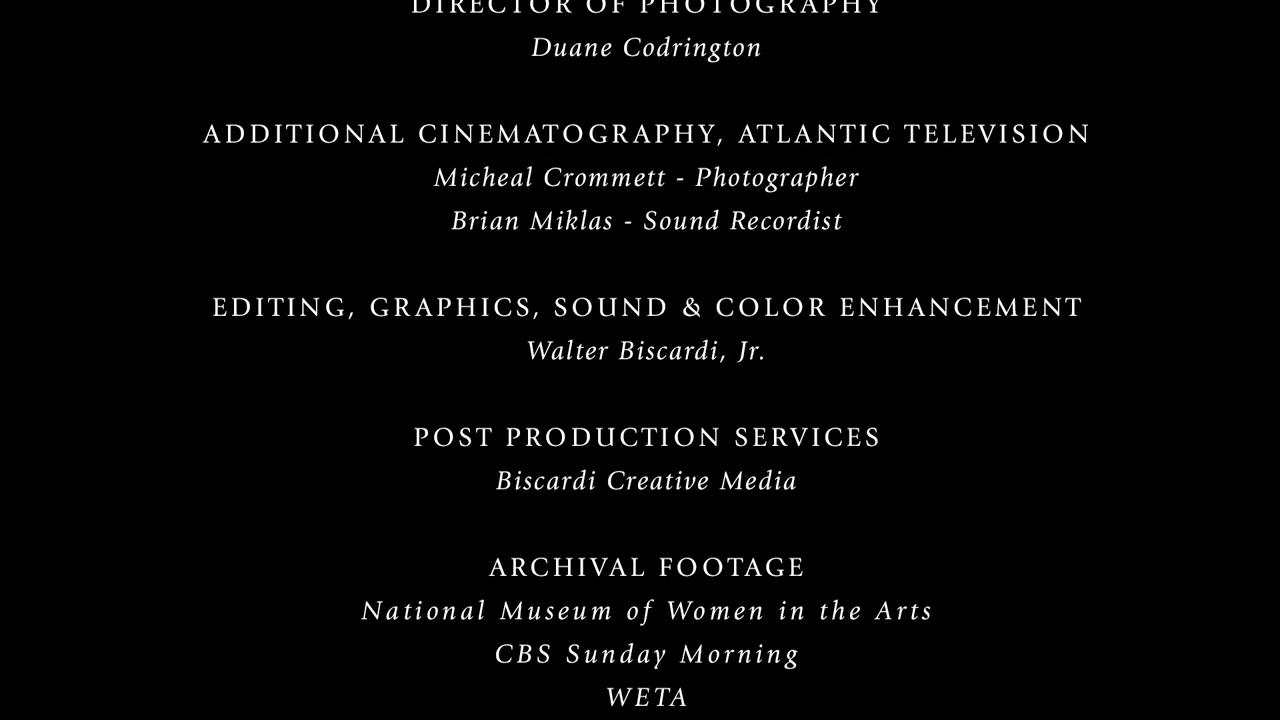 DIRECTOR OF PHOTOGRAPHY
Duane Codrington
ADDITIONAL CINEMATOGRAPHY, ATLANTIC TELEVISION
Micheal Crommett - Photographer
Brian Miklas - Sound Recordist
EDITING, GRAPHICS, SOUND & COLOR ENHANCEMENT
Walter Biscardi, Jr.
POST PRODUCTION SERVICES
Biscardi Creative Media
ARCHIVAL FOOTAGE
National Museum of Women in the Arts
CBS Sunday Morning
WETA